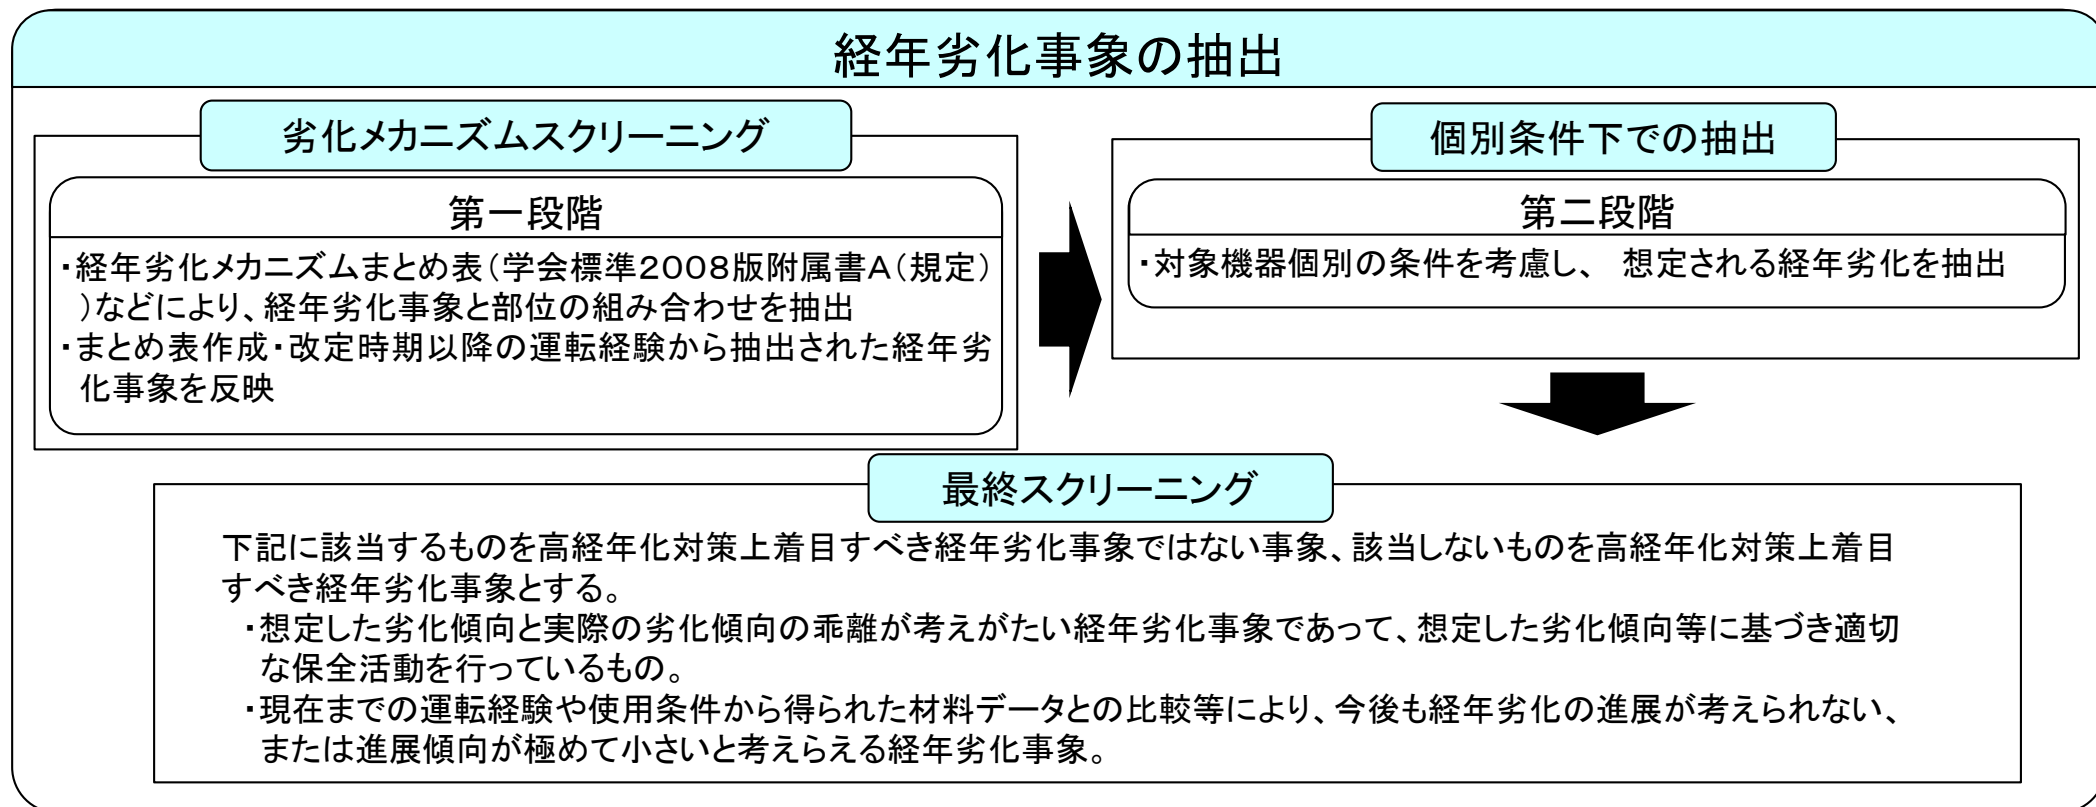 経年劣化事象の抽出
劣化メカニズムスクリーニング
第一段階
・経年劣化メカニズムまとめ表(学会標準2008版附属書A(規定)
)などにより、経年劣化事象と部位の組み合わせを抽出
・まとめ表作成・改定時期以降の運転経験から抽出された経年劣
化事象を反映
個別条件下での抽出
第二段階
・対象機器個別の条件を考慮し、 想定される経年劣化を抽出
最終スクリーニング
下記に該当するものを高経年化対策上着目すべき経年劣化事象ではない事象、該当しないものを高経年化対策上着目
すべき経年劣化事象とする。
・想定した劣化傾向と実際の劣化傾向の乖離が考えがたい経年劣化事象であって、想定した劣化傾向等に基づき適切
な保全活動を行っているもの。
・現在までの運転経験や使用条件から得られた材料データとの比較等により、今後も経年劣化の進展が考えられない、
または進展傾向が極めて小さいと考えらえる経年劣化事象。